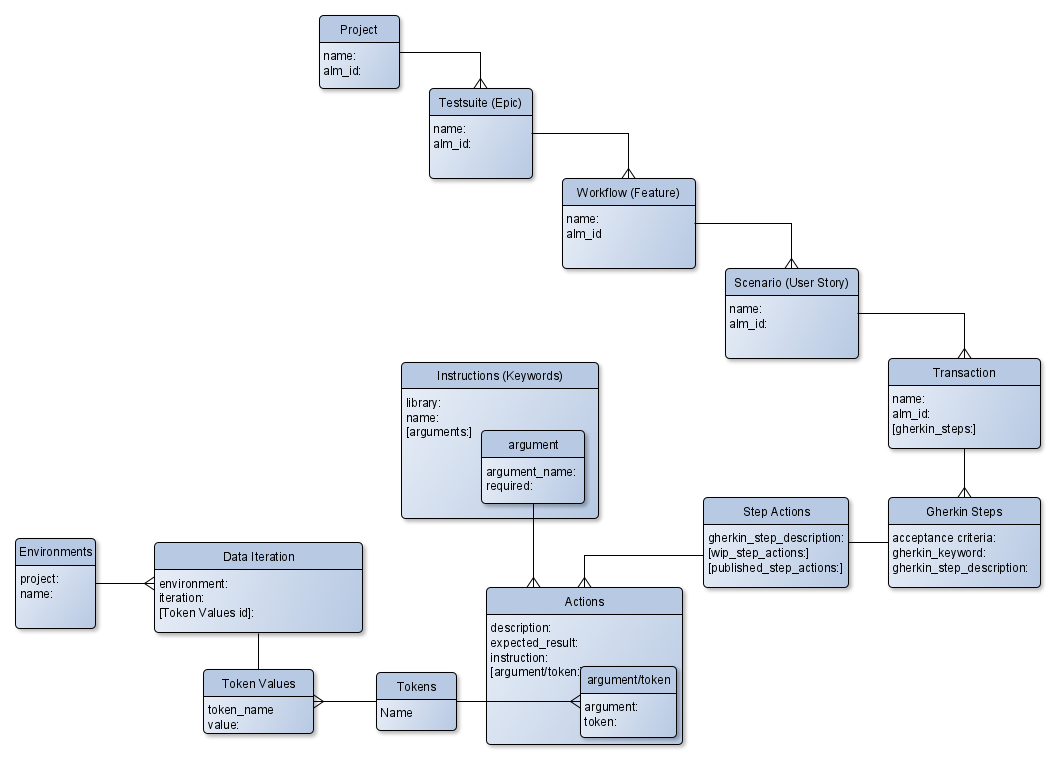 Project
name:
alm_id:
Testsuite (Epic)
name:
alm_id:
Workflow (Feature)
name:
alm_id
Scenario (User Story)
name:
alm_id:
Transaction
name:
alm_id:
[gherkin_steps:]
Instructions (Keywords)
library:
name:
[arguments:]
argument
argument_name:
required:
Step Actions
gherkin_step_description:
[wip_step_actions:]
[published_step_actions:]
Gherkin Steps
acceptance criteria:
gherkin_keyword:
gherkin_step_description:
Environments
project:
name:
Data Iteration
environment:
iteration:
[Token Values id]:
Actions
description:
expected_result:
instruction:
[argument/token:
argument/token
argument:
token:
Token Values
token_name
value:
Tokens
Name